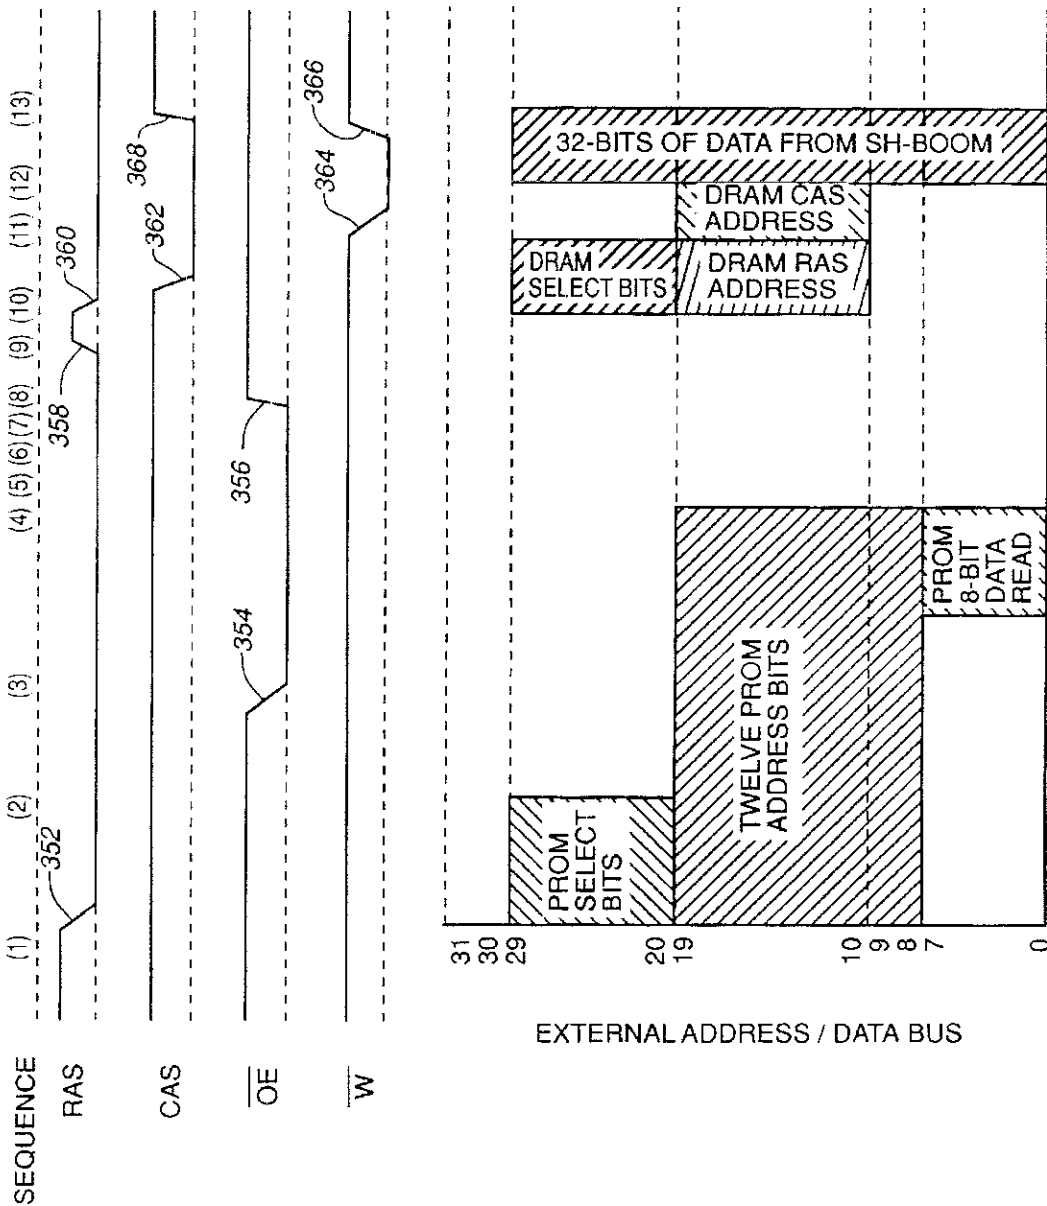 SEQUENCE (1) (2) (3) (4) (5) (6) (7) (8) (9) (10) (11) (12) (13)
RAS 352 358 360
CAS 362 368
OE 354 356
W 364 366
31
30
29
20
19
10
9
8
7
0
EXTERNAL ADDRESS / DATA BUS
PROM
SELECT
BITS
TWELVE PROM
ADDRESS BITS
PROM
8-BIT
DATA
READ
DRAM
SELECT BITS
DRAM RAS
ADDRESS
DRAM CAS
ADDRESS
32-BITS OF DATA FROM SH-BOOM